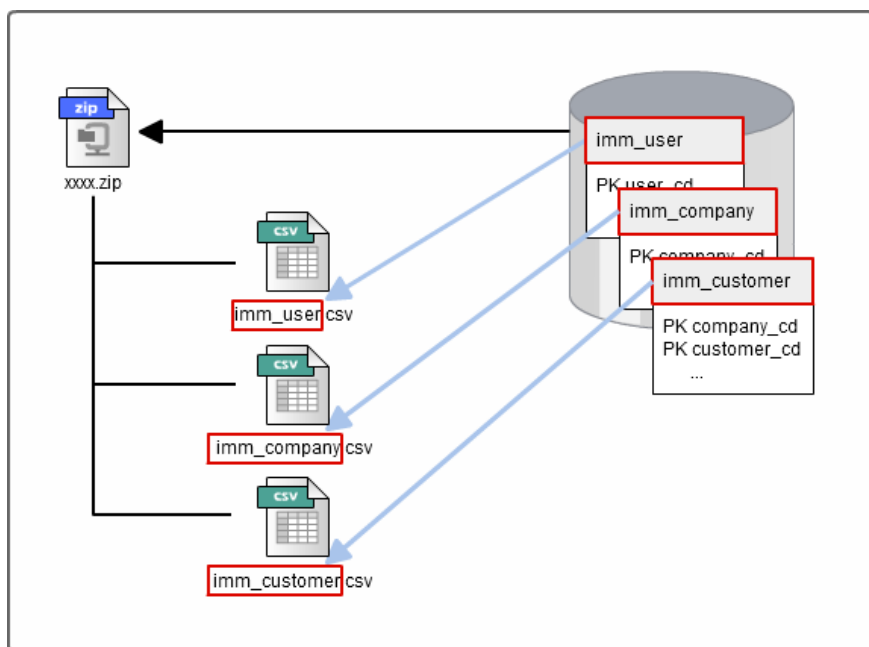 zip
xxxx.zip
csv
imm_user.csv
csv
imm_company.csv
csv
imm_customer.csv
imm_user
PK user_cd
imm_company
PK company_cd
imm_customer
PK company_cd
PK customer_cd
...